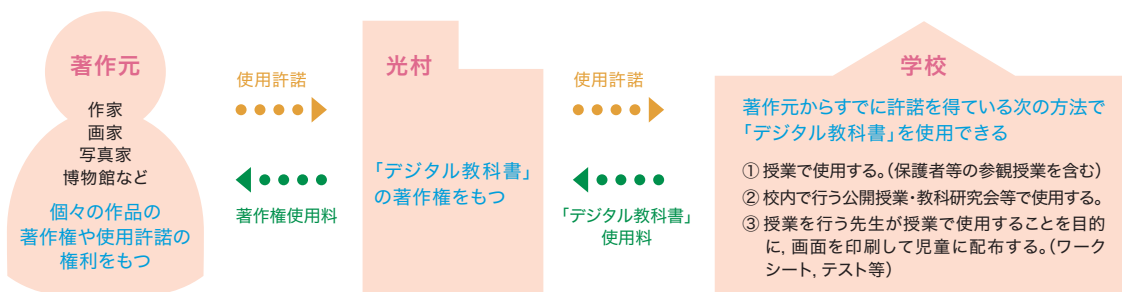 著作元
作家
画家
写真家
博物館など
個々の作品の
著作権や使用許諾の
権利をもつ
使用許諾
著作権使用料
光村
「デジタル教科書」
の著作権をもつ
使用許諾
「デジタル教科書」
使用料
学校
著作元からすでに許諾を得ている次の方法で
「デジタル教科書」を使用できる
① 授業で使用する。(保護者等の参観授業を含む)
② 校内で行う公開授業・教科研究会等で使用する。
③ 授業を行う先生が授業で使用することを目的
に, 画面を印刷して児童に配布する。(ワーク
シート, テスト等)